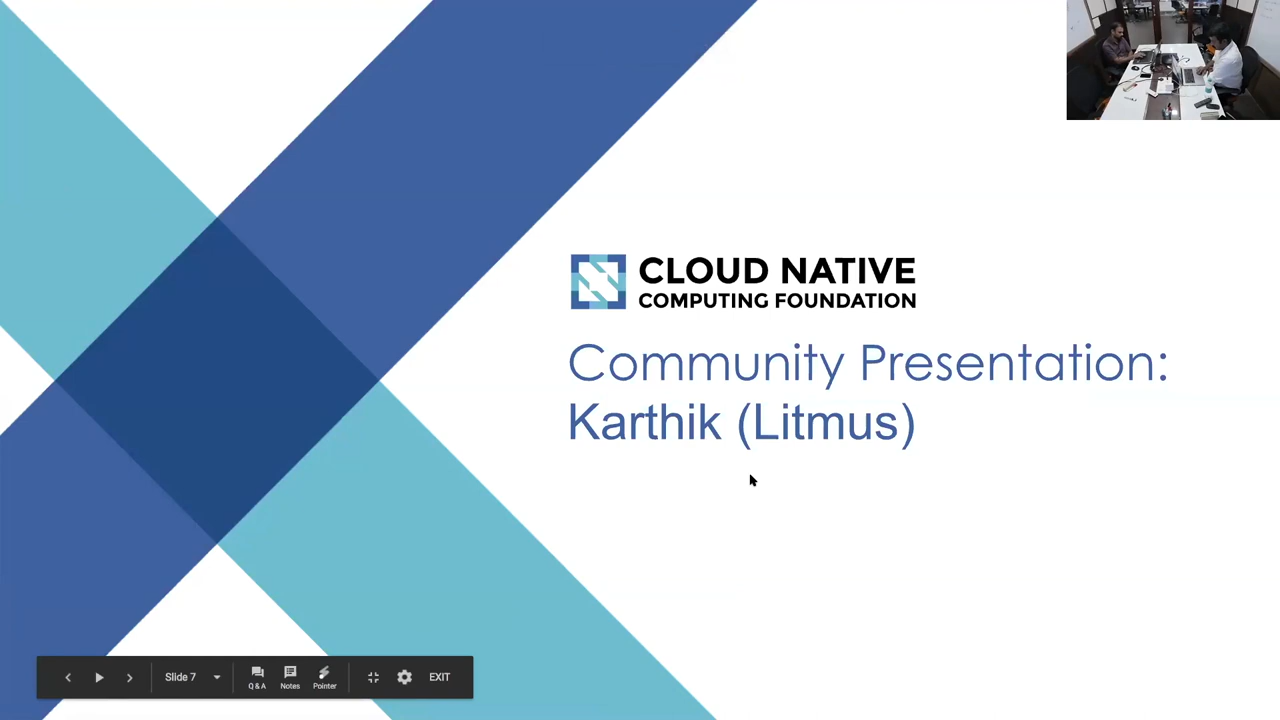 CLOUD NATIVE
COMPUTING FOUNDATION
Community Presentation:
Karthik (Litmus)
Slide 7
Q & A
Notes
Pointer
EXIT